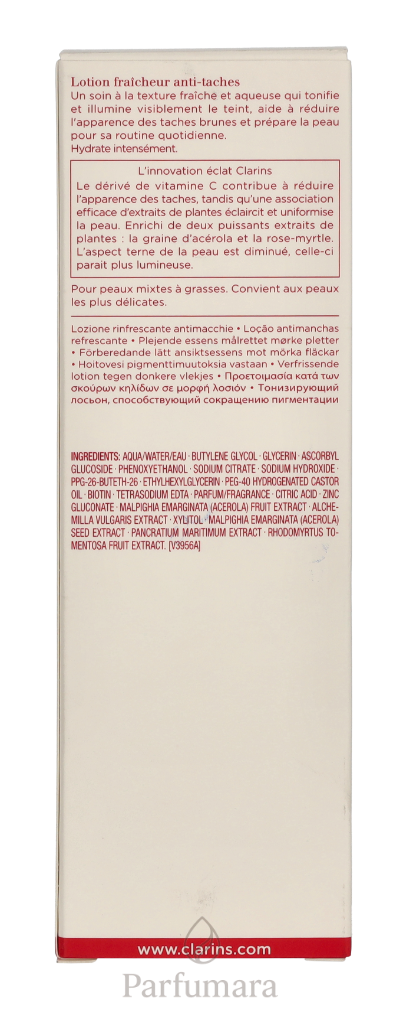 Lotion fraîcheur anti-taches
Un soin à la texture fraîche et aqueuse qui tonifie
et illumine visiblement le teint, aide à réduire
l'apparence des taches brunes et prépare la peau
pour sa routine quotidienne.
Hydrate intensément.
L'innovation éclat Clarins
Le dérivé de vitamine C contribue à réduire
l'apparence des taches, tandis qu'une association
efficace d'extraits de plantes éclaircit et uniformise
la peau. Enrichi de deux puissants extraits de
plantes : la graine d'acérola et la rose-myrtle.
L'aspect terne de la peau est diminué, celle-ci
parait plus lumineuse.
Pour peaux mixtes à grasses. Convient aux peaux
les plus délicates.
Lozione rinfrescante antimacchie • Loção antimanchas
refrescante • Plejende essens målrettet mørke pletter
• Förberedande lätt ansiktsessens mot mörka fläckar
• Hoitovesi pigmenttimuutoksia vastaan • Verfrissende
lotion tegen donkere vlekjes • Προετοιμασία κατά των
σκούρων κηλίδων σε μορφή λοσιόν • Тонизирующий
лосьон, способствующий сокращению пигментации
INGREDIENTS: AQUA/WATER/EAU · BUTYLENE GLYCOL · GLYCERIN · ASCORBYL
GLUCOSIDE · PHENOXYETHANOL · SODIUM CITRATE · SODIUM HYDROXIDE ·
PPG-26-BUTETH-26 · ETHYLHEXYLGLYCERIN · PEG-40 HYDROGENATED CASTOR
OIL · BIOTIN · TETRASODIUM EDTA · PARFUM/FRAGRANCE · CITRIC ACID · ZINC
GLUCONATE · MALPIGHIA EMARGINATA (ACEROLA) FRUIT EXTRACT · ALCHE-
MILLA VULGARIS EXTRACT · XYLITOL · MALPIGHIA EMARGINATA (ACEROLA)
SEED EXTRACT · PANCRATIUM MARITIMUM EXTRACT · RHODOMYRTUS TO-
MENTOSA FRUIT EXTRACT. [V3956A]
www.clarins.com
Parfumara